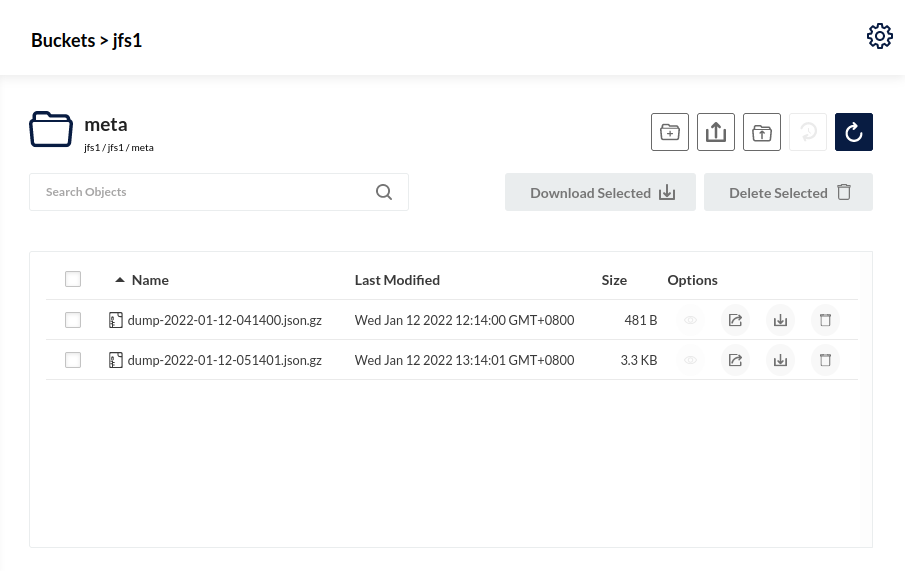 Buckets > jfs1
meta
jfs1 / jfs1 / meta
Search Objects
Download Selected
Delete Selected
Name Last Modified Size Options
dump-2022-01-12-041400.json.gz Wed Jan 12 2022 12:14:00 GMT+0800 481 B
dump-2022-01-12-051401.json.gz Wed Jan 12 2022 13:14:01 GMT+0800 3.3 KB